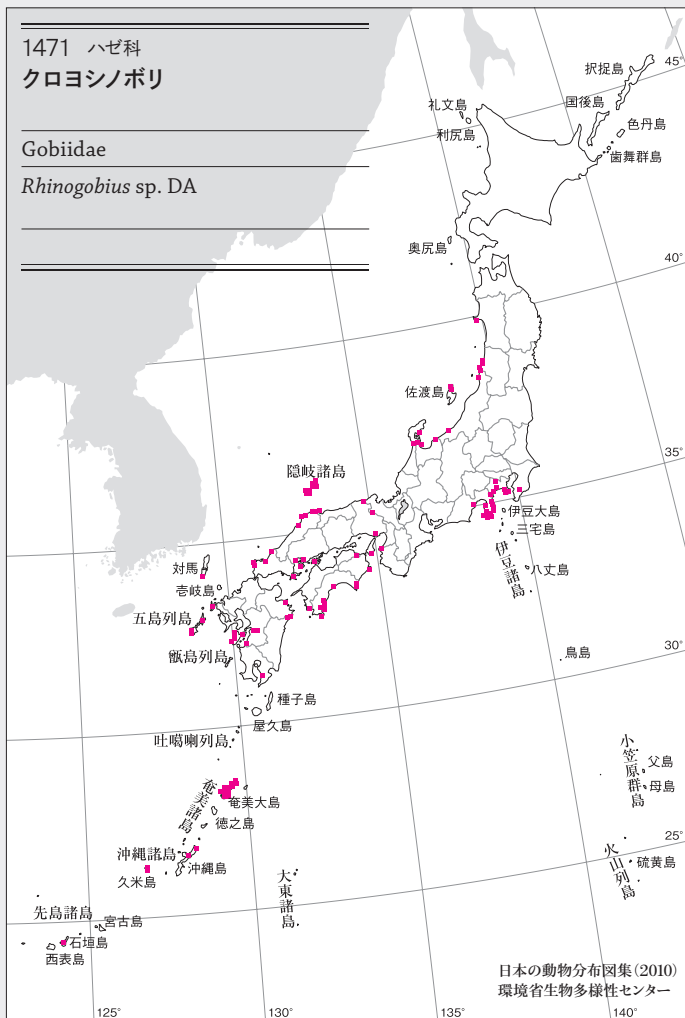 1471 ハゼ科
クロヨシノボリ
Gobiidae
Rhinogobius sp. DA
45°
択捉島
国後島
礼文島
色丹島
利尻島
歯舞群島
奥尻島
40°
佐渡島
35°
隠岐諸島
伊豆大島
三宅島
伊豆諸島
八丈島
対馬
壱岐島
五島列島
甑島列島
鳥島
30°
種子島
屋久島
吐噶喇列島
小笠原群島
父島
母島
奄美諸島
奄美大島
徳之島
25°
沖縄諸島
沖縄島
久米島
大東諸島
火山列島
硫黄島
先島諸島
宮古島
石垣島
西表島
日本の動物分布図集(2010)
環境省生物多様性センター
125°
130°
135°
140°